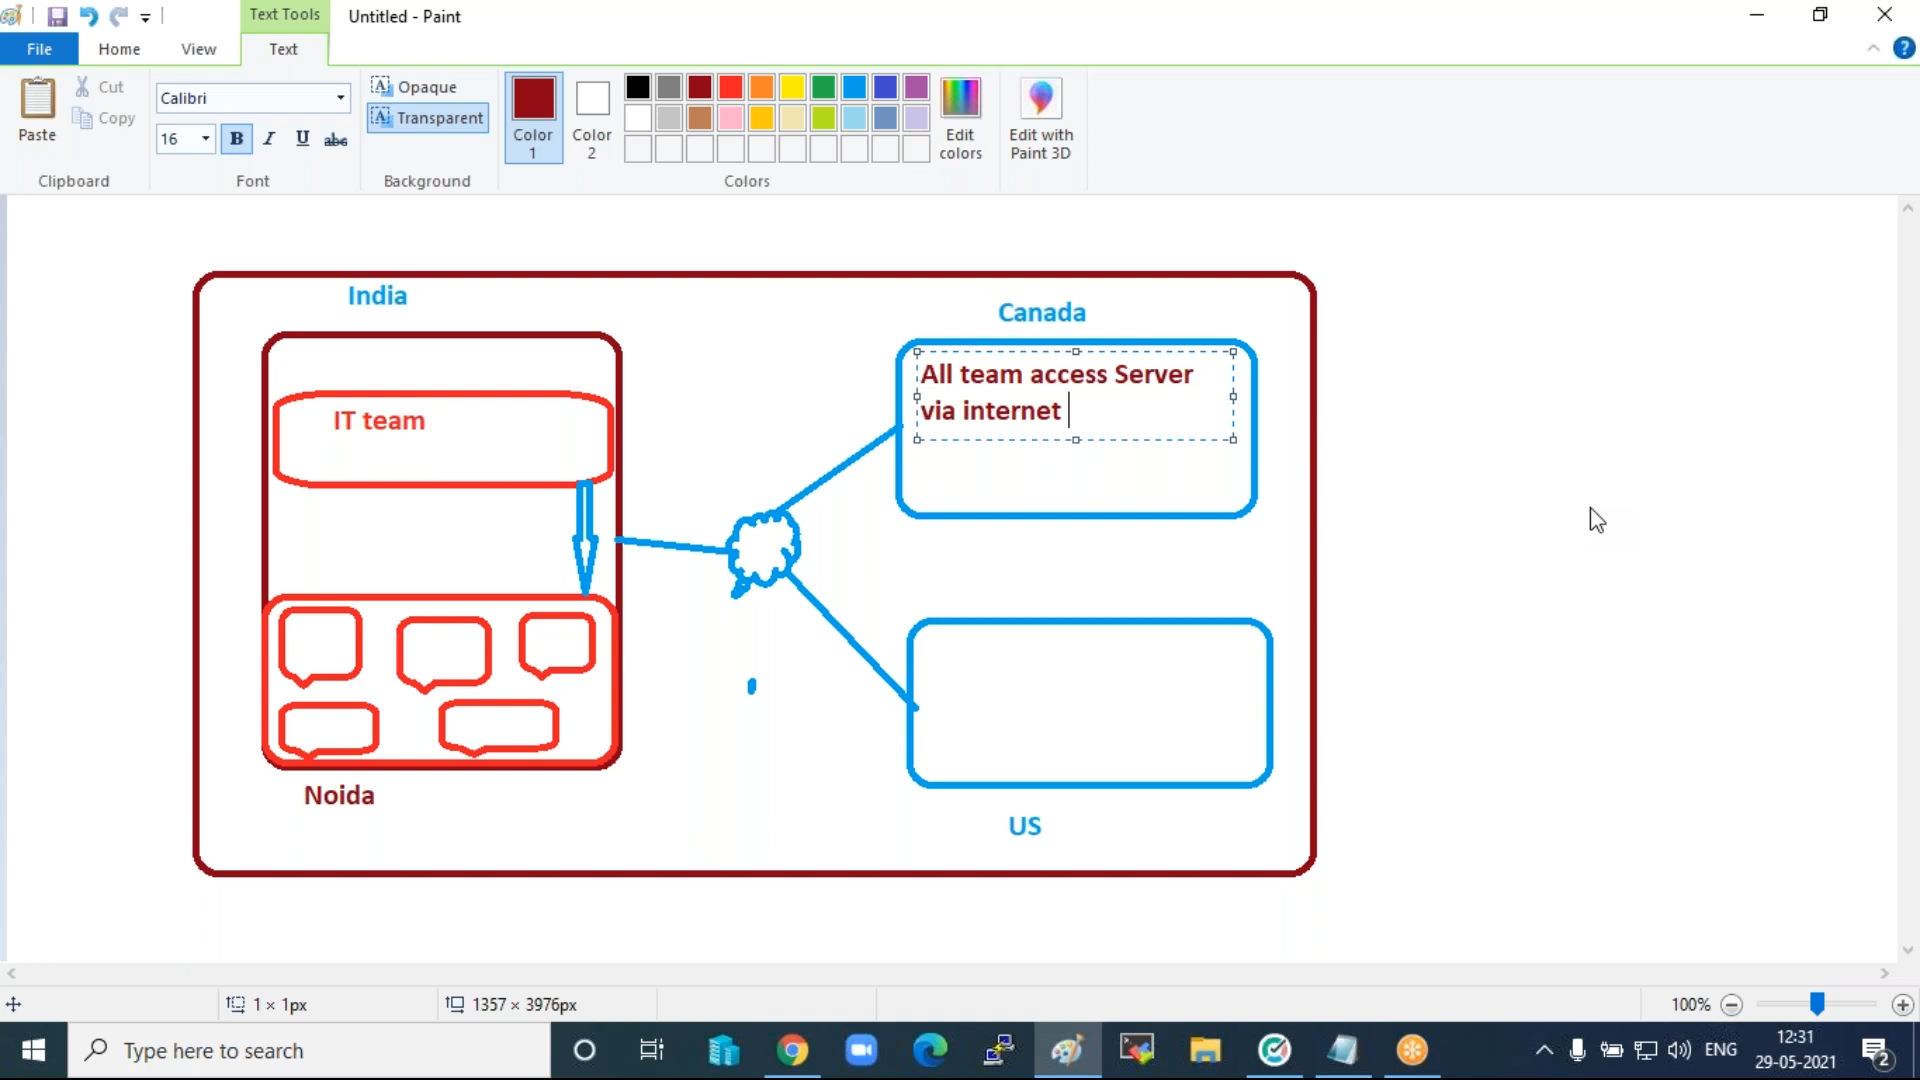 Text Tools
Untitled - Paint
File
Home
View
Text
Paste
Cut
Copy
Clipboard
Calibri
16
B
I
U
abc
Font
Opaque
Transparent
Background
Color
1
Color
2
Colors
Edit
colors
Edit with
Paint 3D
India
IT team
Noida
Canada
All team access Server
via internet
US
1 × 1px
1357 × 3976px
100%
Type here to search
ENG
12:31
29-05-2021
2